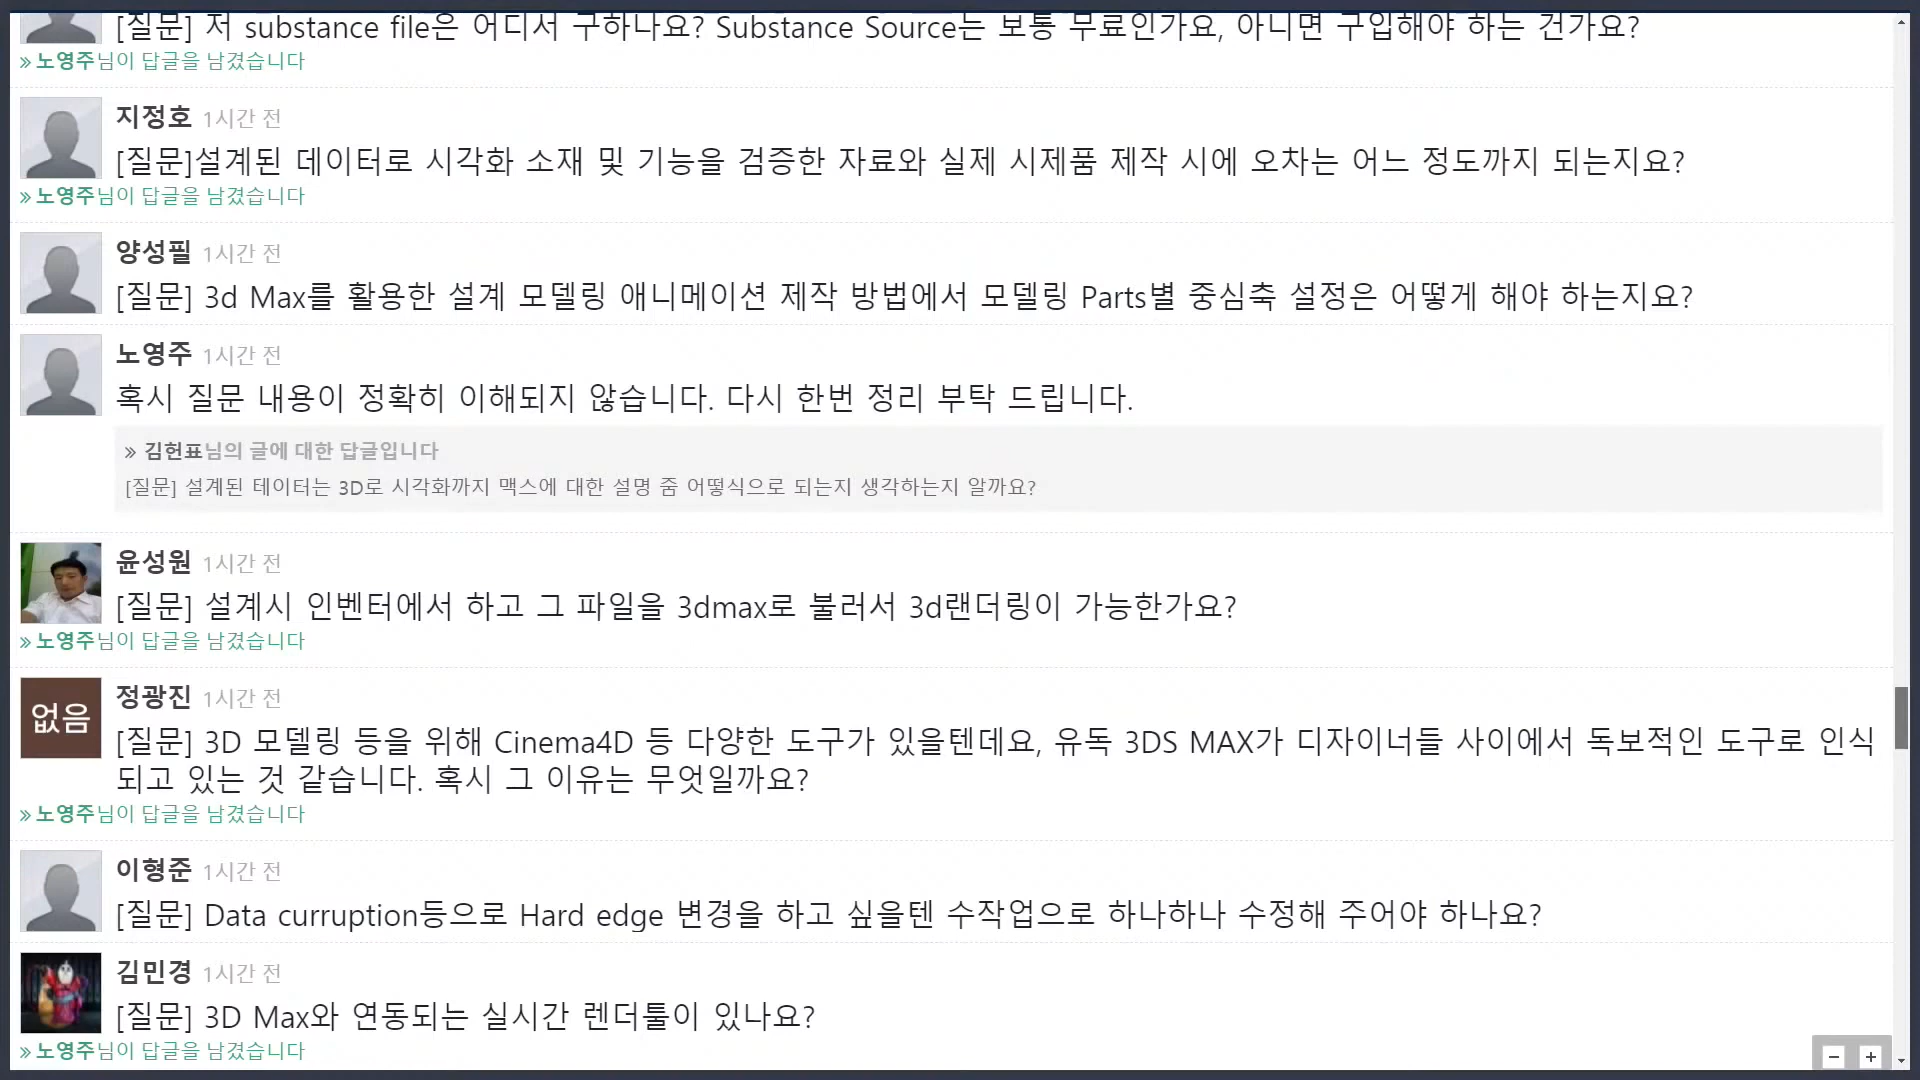 [질문] 저 substance file은 어디서 구하나요? Substance Source는 보통 무료인가요, 아니면 구입해야 하는 건가요?
» 노영주님이 답글을 남겼습니다
지정호 1시간 전
[질문]설계된 데이터로 시각화 소재 및 기능을 검증한 자료와 실제 시제품 제작 시에 오차는 어느 정도까지 되는지요?
» 노영주님이 답글을 남겼습니다
양성필 1시간 전
[질문] 3d Max를 활용한 설계 모델링 애니메이션 제작 방법에서 모델링 Parts별 중심축 설정은 어떻게 해야 하는지요?
노영주 1시간 전
혹시 질문 내용이 정확히 이해되지 않습니다. 다시 한번 정리 부탁 드립니다.
» 김헌표님의 글에 대한 답글입니다
[질문] 설계된 테이터는 3D로 시각화까지 맥스에 대한 설명 줌 어떻식으로 되는지 생각하는지 알까요?
윤성원 1시간 전
[질문] 설계시 인벤터에서 하고 그 파일을 3dmax로 불러서 3d랜더링이 가능한가요?
» 노영주님이 답글을 남겼습니다
없음
정광진 1시간 전
[질문] 3D 모델링 등을 위해 Cinema4D 등 다양한 도구가 있을텐데요, 유독 3DS MAX가 디자이너들 사이에서 독보적인 도구로 인식
되고 있는 것 같습니다. 혹시 그 이유는 무엇일까요?
» 노영주님이 답글을 남겼습니다
이형준 1시간 전
[질문] Data curruption등으로 Hard edge 변경을 하고 싶을텐 수작업으로 하나하나 수정해 주어야 하나요?
김민경 1시간 전
[질문] 3D Max와 연동되는 실시간 렌더툴이 있나요?
» 노영주님이 답글을 남겼습니다